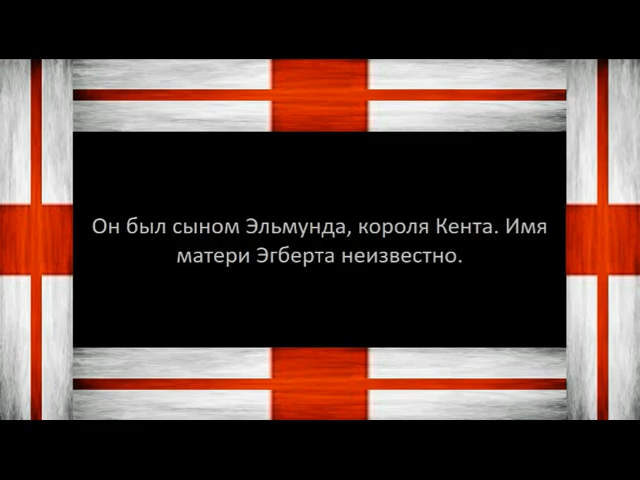 Он был сыном Эльмунда, короля Кента. Имя
матери Эгберта неизвестно.